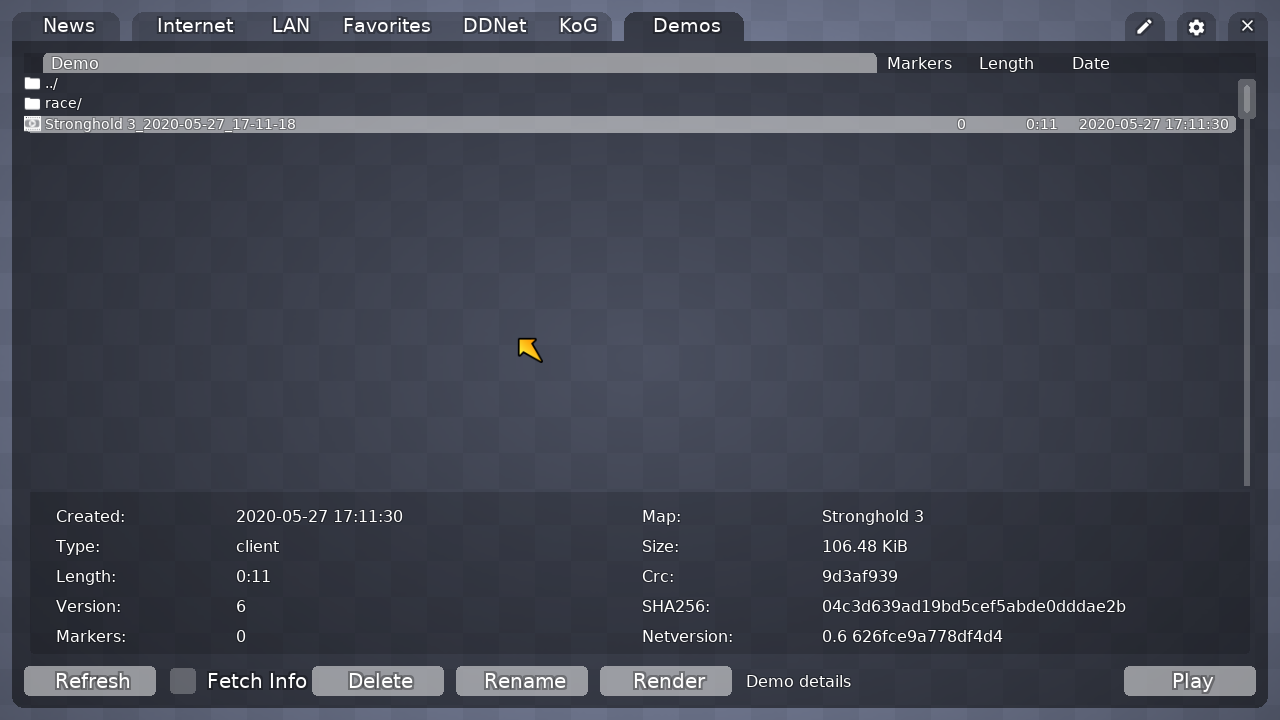 News Internet LAN Favorites DDNet KoG Demos
Demo Markers Length Date
../
race/
Stronghold 3_2020-05-27_17-11-18 0 0:11 2020-05-27 17:11:30
Created: 2020-05-27 17:11:30 Map: Stronghold 3
Type: client Size: 106.48 KiB
Length: 0:11 Crc: 9d3af939
Version: 6 SHA256: 04c3d639ad19bd5cef5abde0dddae2b
Markers: 0 Netversion: 0.6 626fce9a778df4d4
Refresh Fetch Info Delete Rename Render Demo details Play